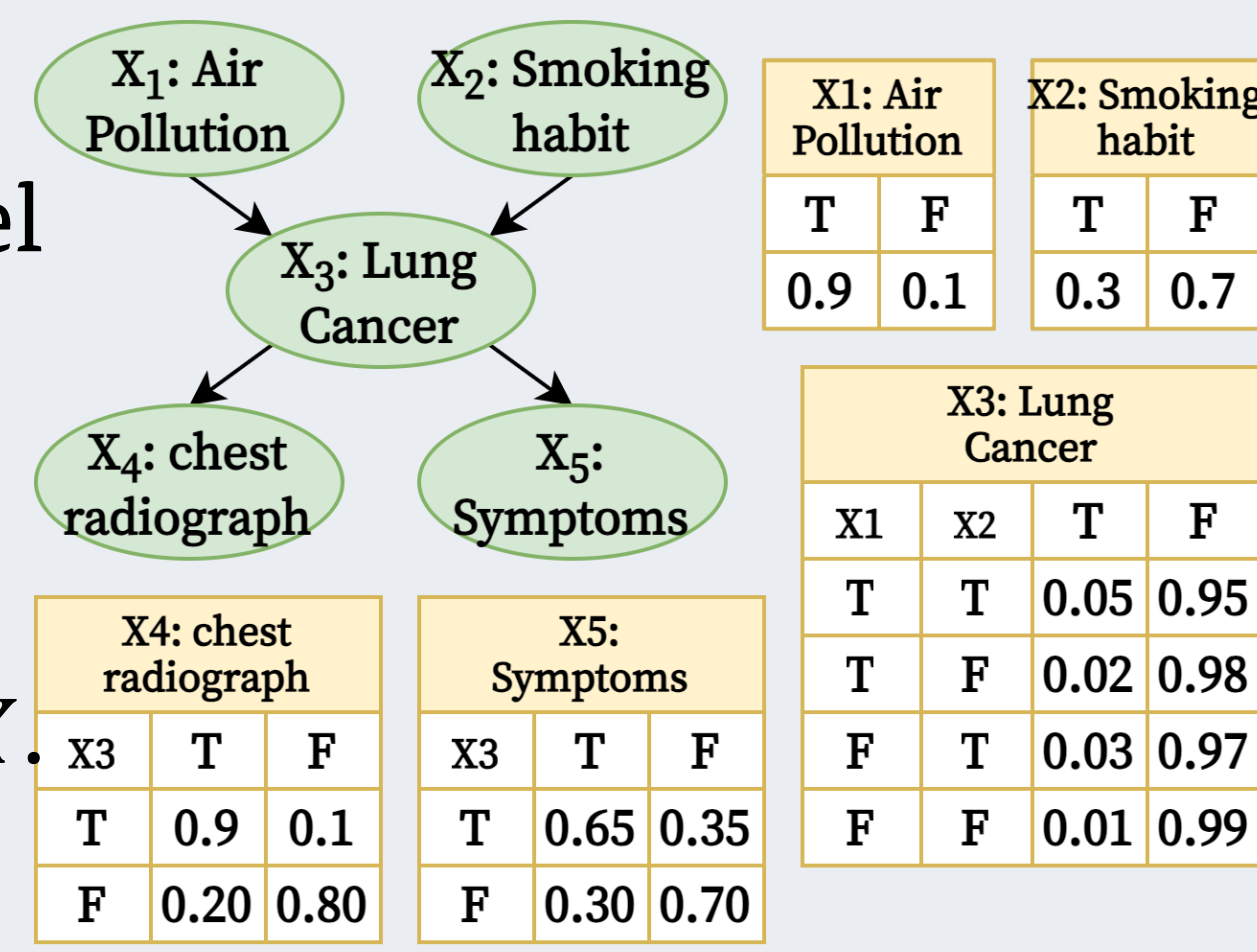 X₁: Air
Pollution
X₂: Smoking
habit
el
X₃: Lung
Cancer
X₄: chest
radiograph
X₅:
Symptoms
X1: Air
Pollution
T F
0.9 0.1
X2: Smoking
habit
T F
0.3 0.7
X3: Lung
Cancer
X1 X2 T F
T T 0.05 0.95
T F 0.02 0.98
F T 0.03 0.97
F F 0.01 0.99
X4: chest
radiograph
X3 T F
T 0.9 0.1
F 0.20 0.80
X5:
Symptoms
X3 T F
T 0.65 0.35
F 0.30 0.70